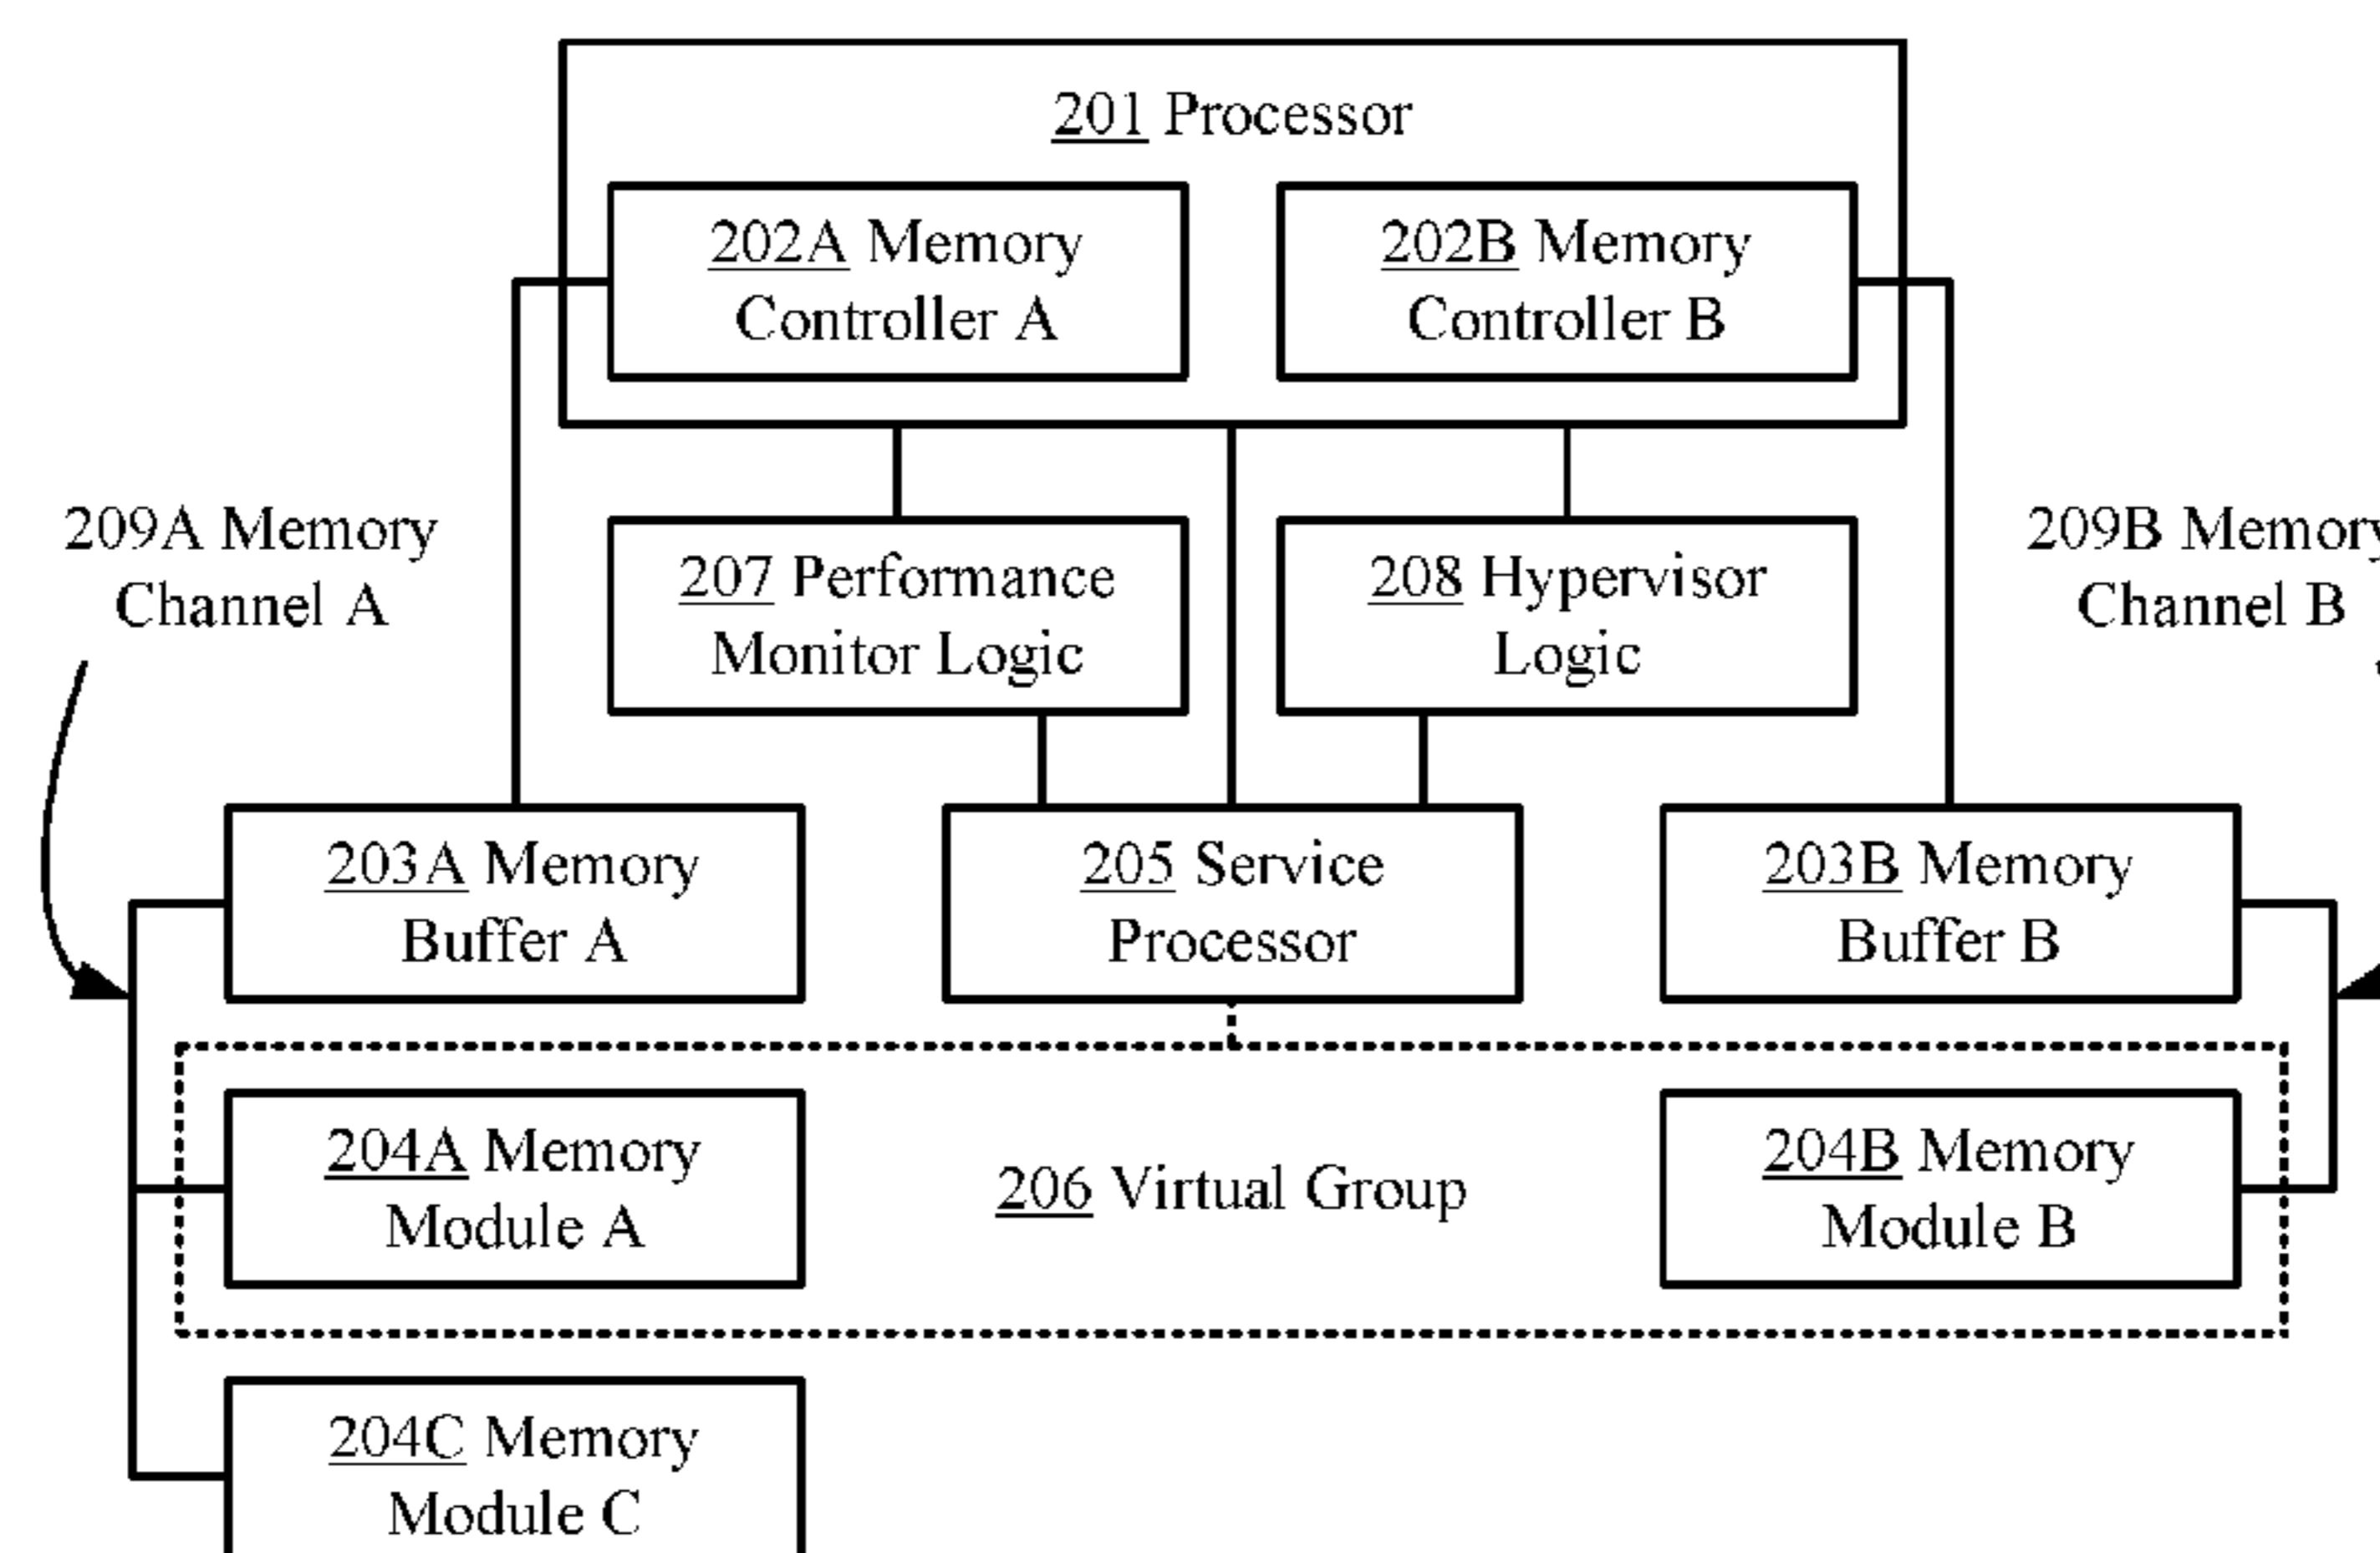 201 Processor
202A Memory
Controller A
202B Memory
Controller B
209A Memory
Channel A
207 Performance
Monitor Logic
208 Hypervisor
Logic
209B Memory
Channel B
203A Memory
Buffer A
205 Service
Processor
203B Memory
Buffer B
204A Memory
Module A
206 Virtual Group
204B Memory
Module B
204C Memory
Module C